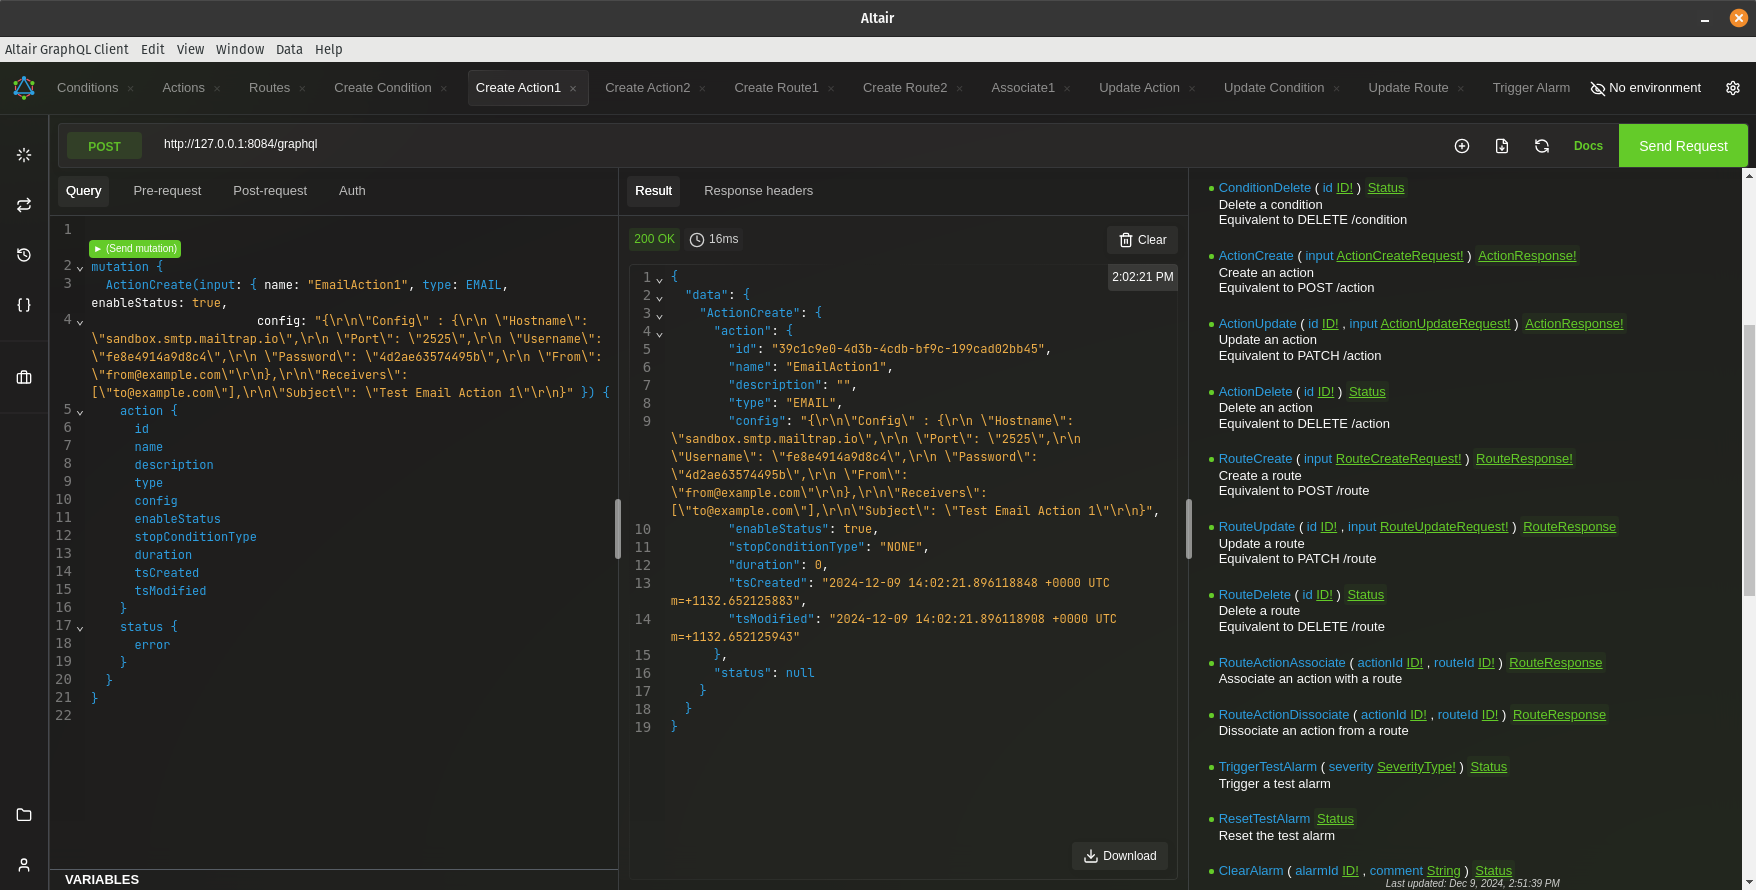 Altair
Altair GraphQL Client Edit View Window Data Help
Conditions × Actions × Routes × Create Condition × Create Action1 × Create Action2 × Create Route1 × Create Route2 × Associate1 × Update Action × Update Condition × Update Route × Trigger Alarm No environment
POST http://127.0.0.1:8084/graphql Docs Send Request
Query Pre-request Post-request Auth
1
(Send mutation)
2 mutation {
3 ActionCreate(input: { name: "EmailAction1", type: EMAIL,
enableStatus: true,
4 config: "{\r\n\"Config\" : {\r\n \"Hostname\":
\"sandbox.smtp.mailtrap.io\",\r\n \"Port\": \"2525\",\r\n \"Username\":
\"fe8e4914a9d8c4\",\r\n \"Password\": \"4d2ae63574495b\",\r\n \"From\":
\"from@example.com\"\r\n},\r\n\"Receivers\":
[\"to@example.com\"],\r\n\"Subject\": \"Test Email Action 1\"\r\n}" }) {
5 action {
6 id
7 name
8 description
9 type
10 config
11 enableStatus
12 stopConditionType
13 duration
14 tsCreated
15 tsModified
16 }
17 status {
18 error
19 }
20 }
21 }
22
VARIABLES
Result Response headers
200 OK 16ms Clear
2:02:21 PM
1 {
2 "data": {
3 "ActionCreate": {
4 "action": {
5 "id": "39c1c9e0-4d3b-4cdb-bf9c-199cad02bb45",
6 "name": "EmailAction1",
7 "description": "",
8 "type": "EMAIL",
9 "config": "{\r\n\"Config\" : {\r\n \"Hostname\":
\"sandbox.smtp.mailtrap.io\",\r\n \"Port\": \"2525\",\r\n
\"Username\": \"fe8e4914a9d8c4\",\r\n \"Password\":
\"4d2ae63574495b\",\r\n \"From\":
\"from@example.com\"\r\n},\r\n\"Receivers\":
[\"to@example.com\"],\r\n\"Subject\": \"Test Email Action 1\"\r\n}",
10 "enableStatus": true,
11 "stopConditionType": "NONE",
12 "duration": 0,
13 "tsCreated": "2024-12-09 14:02:21.896118848 +0000 UTC
m=+1132.652125883",
14 "tsModified": "2024-12-09 14:02:21.896118908 +0000 UTC
m=+1132.652125943"
15 },
16 "status": null
17 }
18 }
19 }
Download
ConditionDelete ( id ID! ) Status
Delete a condition
Equivalent to DELETE /condition
ActionCreate ( input ActionCreateRequest! ) ActionResponse!
Create an action
Equivalent to POST /action
ActionUpdate ( id ID! , input ActionUpdateRequest! ) ActionResponse!
Update an action
Equivalent to PATCH /action
ActionDelete ( id ID! ) Status
Delete an action
Equivalent to DELETE /action
RouteCreate ( input RouteCreateRequest! ) RouteResponse!
Create a route
Equivalent to POST /route
RouteUpdate ( id ID! , input RouteUpdateRequest! ) RouteResponse
Update a route
Equivalent to PATCH /route
RouteDelete ( id ID! ) Status
Delete a route
Equivalent to DELETE /route
RouteActionAssociate ( actionId ID! , routeId ID! ) RouteResponse
Associate an action with a route
RouteActionDissociate ( actionId ID! , routeId ID! ) RouteResponse
Dissociate an action from a route
TriggerTestAlarm ( severity SeverityType! ) Status
Trigger a test alarm
ResetTestAlarm Status
Reset the test alarm
ClearAlarm ( alarmId ID! , comment String ) Status
Last updated: Dec 9, 2024, 2:51:39 PM